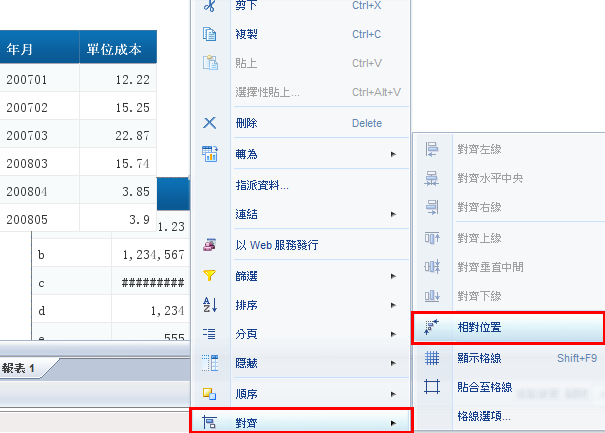 年月 單位成本
200701 12.22
200702 15.25
200703 22.87
200803 15.74
200804 3.85
200805 3.9
1.23
b 1,234,567
c #########
d 1,234
e 555
報表 1
剪下 Ctrl+X
複製 Ctrl+C
貼上 Ctrl+V
選擇性貼上... Ctrl+Alt+V
刪除 Delete
轉為
指派資料...
連結
以 Web 服務發行
篩選
排序
分頁
隱藏
順序
對齊
對齊左緣
對齊水平中央
對齊右緣
對齊上緣
對齊垂直中間
對齊下緣
相對位置
顯示格線 Shift+F9
貼合至格線
格線選項...